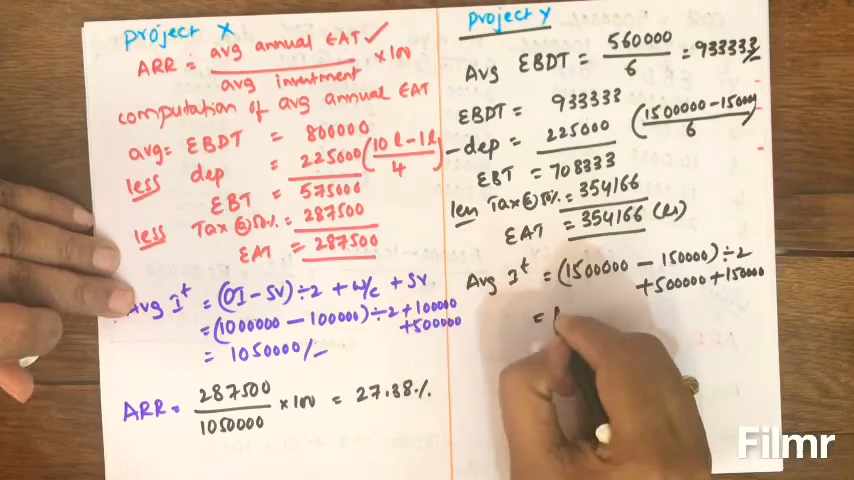 project X
ARR = avg annual EAT ✓ / avg investment × 100
computation of avg annual EAT
avg = EBDT = 800000
less dep = 225000 (10 l - 1 l / 4)
EBT = 575000
less Tax @ 50% = 287500
EAT = 287500
Avg I^t = (OI - SV) ÷ 2 + W/c + SV
= (1000000 - 100000) ÷ 2 + 100000
+ 500000
= 1050000/-
ARR = 287500 / 1050000 × 100 = 27.38%
project Y
Avg EBDT = 560000 / 6 = 933333/-
EBDT = 933333
- dep = 225000 (1500000 - 150000 / 6)
EBT = 708333
less Tax @ 50% = 354166
EAT = 354166 (Rs)
Avg I^t = (1500000 - 150000) ÷ 2
+ 500000 + 150000
=
Filmr